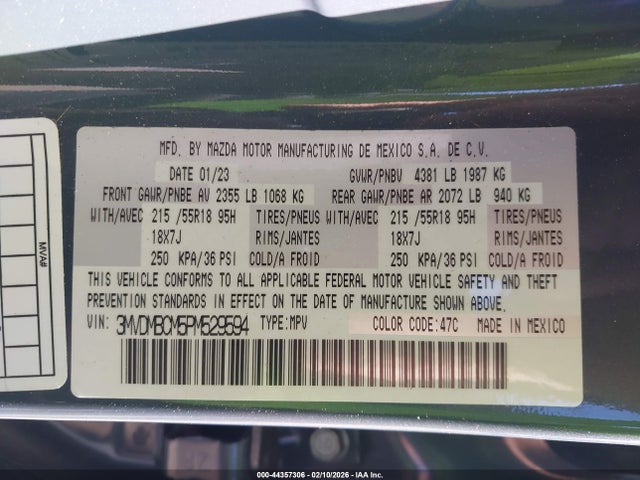 MFD. BY MAZDA MOTOR MANUFACTURING DE MEXICO S.A. DE C.V.
DATE 01/23 GVWR/PNBV 4381 LB 1987 KG
FRONT GAWR/PNBE AV 2355 LB 1068 KG REAR GAWR/PNBE AR 2072 LB 940 KG
WITH/AVEC 215 /55R18 95H TIRES/PNEUS WITH/AVEC 215 /55R18 95H TIRES/PNEUS
18X7J RIMS/JANTES 18X7J RIMS/JANTES
250 KPA/36 PSI COLD/A FROID 250 KPA/36 PSI COLD/A FROID
THIS VEHICLE CONFORMS TO ALL APPLICABLE FEDERAL MOTOR VEHICLE SAFETY AND THEFT
PREVENTION STANDARDS IN EFFECT ON THE DATE OF MANUFACTURE SHOWN ABOVE.
VIN: 3MVDMBCM5PM529594 TYPE:MPV COLOR CODE:47C MADE IN MEXICO
MVA#
000-44357306 - 02/10/2026 - IAA Inc.